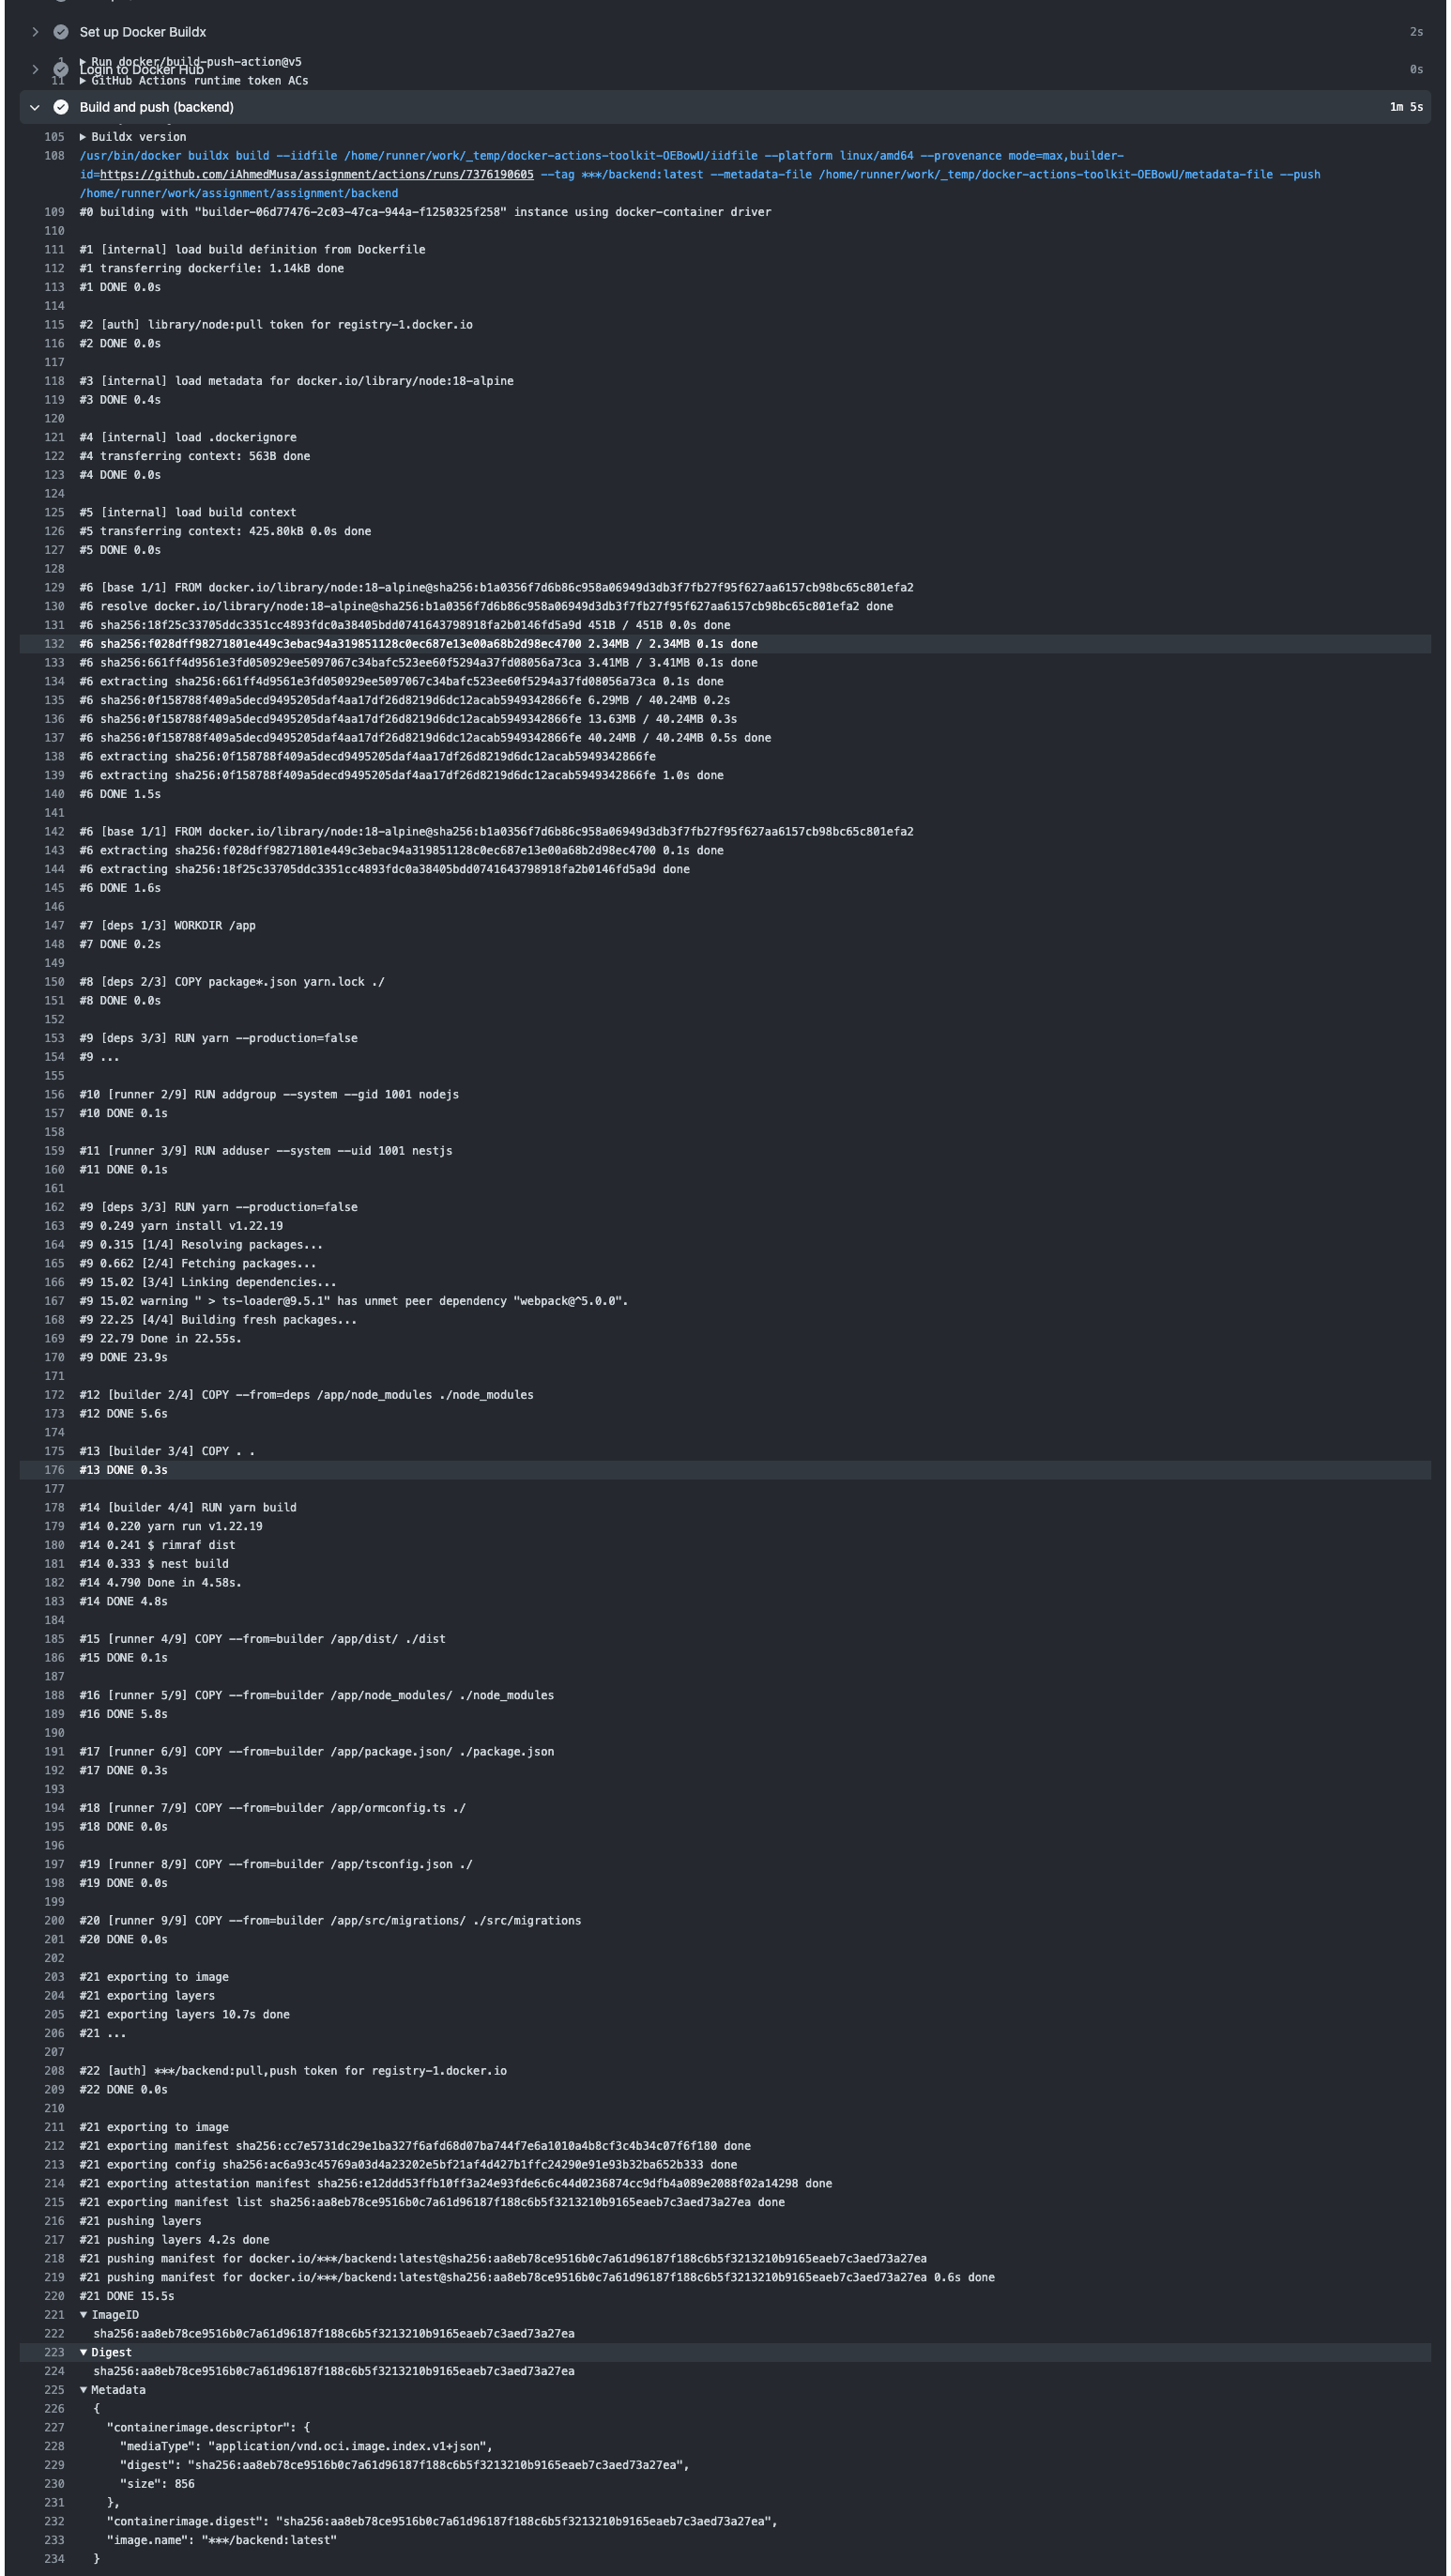 Set up Docker Buildx 2s
1 ▶ Run docker/build-push-action@v5
Login to Docker Hub 0s
11 ▶ GitHub Actions runtime token ACs
Build and push (backend) 1m 5s
105 ▶ Buildx version
108 /usr/bin/docker buildx build --iidfile /home/runner/work/_temp/docker-actions-toolkit-OEBowU/iidfile --platform linux/amd64 --provenance mode=max,builder-
id=https://github.com/iAhmedMusa/assignment/actions/runs/7376190605 --tag ***/backend:latest --metadata-file /home/runner/work/_temp/docker-actions-toolkit-OEBowU/metadata-file --push
/home/runner/work/assignment/assignment/backend
109 #0 building with "builder-06d77476-2c03-47ca-944a-f1250325f258" instance using docker-container driver
110
111 #1 [internal] load build definition from Dockerfile
112 #1 transferring dockerfile: 1.14kB done
113 #1 DONE 0.0s
114
115 #2 [auth] library/node:pull token for registry-1.docker.io
116 #2 DONE 0.0s
117
118 #3 [internal] load metadata for docker.io/library/node:18-alpine
119 #3 DONE 0.4s
120
121 #4 [internal] load .dockerignore
122 #4 transferring context: 563B done
123 #4 DONE 0.0s
124
125 #5 [internal] load build context
126 #5 transferring context: 425.80kB 0.0s done
127 #5 DONE 0.0s
128
129 #6 [base 1/1] FROM docker.io/library/node:18-alpine@sha256:b1a0356f7d6b86c958a06949d3db3f7fb27f95f627aa6157cb98bc65c801efa2
130 #6 resolve docker.io/library/node:18-alpine@sha256:b1a0356f7d6b86c958a06949d3db3f7fb27f95f627aa6157cb98bc65c801efa2 done
131 #6 sha256:18f25c33705ddc3351cc4893fdc0a38405bdd0741643798918fa2b0146fd5a9d 451B / 451B 0.0s done
132 #6 sha256:f028dff98271801e449c3ebac94a319851128c0ec687e13e00a68b2d98ec4700 2.34MB / 2.34MB 0.1s done
133 #6 sha256:661ff4d9561e3fd050929ee5097067c34bafc523ee60f5294a37fd08056a73ca 3.41MB / 3.41MB 0.1s done
134 #6 extracting sha256:661ff4d9561e3fd050929ee5097067c34bafc523ee60f5294a37fd08056a73ca 0.1s done
135 #6 sha256:0f158788f409a5decd9495205daf4aa17df26d8219d6dc12acab5949342866fe 6.29MB / 40.24MB 0.2s
136 #6 sha256:0f158788f409a5decd9495205daf4aa17df26d8219d6dc12acab5949342866fe 13.63MB / 40.24MB 0.3s
137 #6 sha256:0f158788f409a5decd9495205daf4aa17df26d8219d6dc12acab5949342866fe 40.24MB / 40.24MB 0.5s done
138 #6 extracting sha256:0f158788f409a5decd9495205daf4aa17df26d8219d6dc12acab5949342866fe
139 #6 extracting sha256:0f158788f409a5decd9495205daf4aa17df26d8219d6dc12acab5949342866fe 1.0s done
140 #6 DONE 1.5s
141
142 #6 [base 1/1] FROM docker.io/library/node:18-alpine@sha256:b1a0356f7d6b86c958a06949d3db3f7fb27f95f627aa6157cb98bc65c801efa2
143 #6 extracting sha256:f028dff98271801e449c3ebac94a319851128c0ec687e13e00a68b2d98ec4700 0.1s done
144 #6 extracting sha256:18f25c33705ddc3351cc4893fdc0a38405bdd0741643798918fa2b0146fd5a9d done
145 #6 DONE 1.6s
146
147 #7 [deps 1/3] WORKDIR /app
148 #7 DONE 0.2s
149
150 #8 [deps 2/3] COPY package*.json yarn.lock ./
151 #8 DONE 0.0s
152
153 #9 [deps 3/3] RUN yarn --production=false
154 #9 ...
155
156 #10 [runner 2/9] RUN addgroup --system --gid 1001 nodejs
157 #10 DONE 0.1s
158
159 #11 [runner 3/9] RUN adduser --system --uid 1001 nestjs
160 #11 DONE 0.1s
161
162 #9 [deps 3/3] RUN yarn --production=false
163 #9 0.249 yarn install v1.22.19
164 #9 0.315 [1/4] Resolving packages...
165 #9 0.662 [2/4] Fetching packages...
166 #9 15.02 [3/4] Linking dependencies...
167 #9 15.02 warning " > ts-loader@9.5.1" has unmet peer dependency "webpack@^5.0.0".
168 #9 22.25 [4/4] Building fresh packages...
169 #9 22.79 Done in 22.55s.
170 #9 DONE 23.9s
171
172 #12 [builder 2/4] COPY --from=deps /app/node_modules ./node_modules
173 #12 DONE 5.6s
174
175 #13 [builder 3/4] COPY . .
176 #13 DONE 0.3s
177
178 #14 [builder 4/4] RUN yarn build
179 #14 0.220 yarn run v1.22.19
180 #14 0.241 $ rimraf dist
181 #14 0.333 $ nest build
182 #14 4.790 Done in 4.58s.
183 #14 DONE 4.8s
184
185 #15 [runner 4/9] COPY --from=builder /app/dist/ ./dist
186 #15 DONE 0.1s
187
188 #16 [runner 5/9] COPY --from=builder /app/node_modules/ ./node_modules
189 #16 DONE 5.8s
190
191 #17 [runner 6/9] COPY --from=builder /app/package.json/ ./package.json
192 #17 DONE 0.3s
193
194 #18 [runner 7/9] COPY --from=builder /app/ormconfig.ts ./
195 #18 DONE 0.0s
196
197 #19 [runner 8/9] COPY --from=builder /app/tsconfig.json ./
198 #19 DONE 0.0s
199
200 #20 [runner 9/9] COPY --from=builder /app/src/migrations/ ./src/migrations
201 #20 DONE 0.0s
202
203 #21 exporting to image
204 #21 exporting layers
205 #21 exporting layers 10.7s done
206 #21 ...
207
208 #22 [auth] ***/backend:pull,push token for registry-1.docker.io
209 #22 DONE 0.0s
210
211 #21 exporting to image
212 #21 exporting manifest sha256:cc7e5731dc29e1ba327f6afd68d07ba744f7e6a1010a4b8cf3c4b34c07f6f180 done
213 #21 exporting config sha256:ac6a93c45769a03d4a23202e5bf21af4d427b1ffc24290e91e93b32ba652b333 done
214 #21 exporting attestation manifest sha256:e12ddd53ffb10ff3a24e93fde6c6c44d0236874cc9dfb4a089e2088f02a14298 done
215 #21 exporting manifest list sha256:aa8eb78ce9516b0c7a61d96187f188c6b5f3213210b9165eaeb7c3aed73a27ea done
216 #21 pushing layers
217 #21 pushing layers 4.2s done
218 #21 pushing manifest for docker.io/***/backend:latest@sha256:aa8eb78ce9516b0c7a61d96187f188c6b5f3213210b9165eaeb7c3aed73a27ea
219 #21 pushing manifest for docker.io/***/backend:latest@sha256:aa8eb78ce9516b0c7a61d96187f188c6b5f3213210b9165eaeb7c3aed73a27ea 0.6s done
220 #21 DONE 15.5s
221 ▼ ImageID
222 sha256:aa8eb78ce9516b0c7a61d96187f188c6b5f3213210b9165eaeb7c3aed73a27ea
223 ▼ Digest
224 sha256:aa8eb78ce9516b0c7a61d96187f188c6b5f3213210b9165eaeb7c3aed73a27ea
225 ▼ Metadata
226 {
227 "containerimage.descriptor": {
228 "mediaType": "application/vnd.oci.image.index.v1+json",
229 "digest": "sha256:aa8eb78ce9516b0c7a61d96187f188c6b5f3213210b9165eaeb7c3aed73a27ea",
230 "size": 856
231 },
232 "containerimage.digest": "sha256:aa8eb78ce9516b0c7a61d96187f188c6b5f3213210b9165eaeb7c3aed73a27ea",
233 "image.name": "***/backend:latest"
234 }